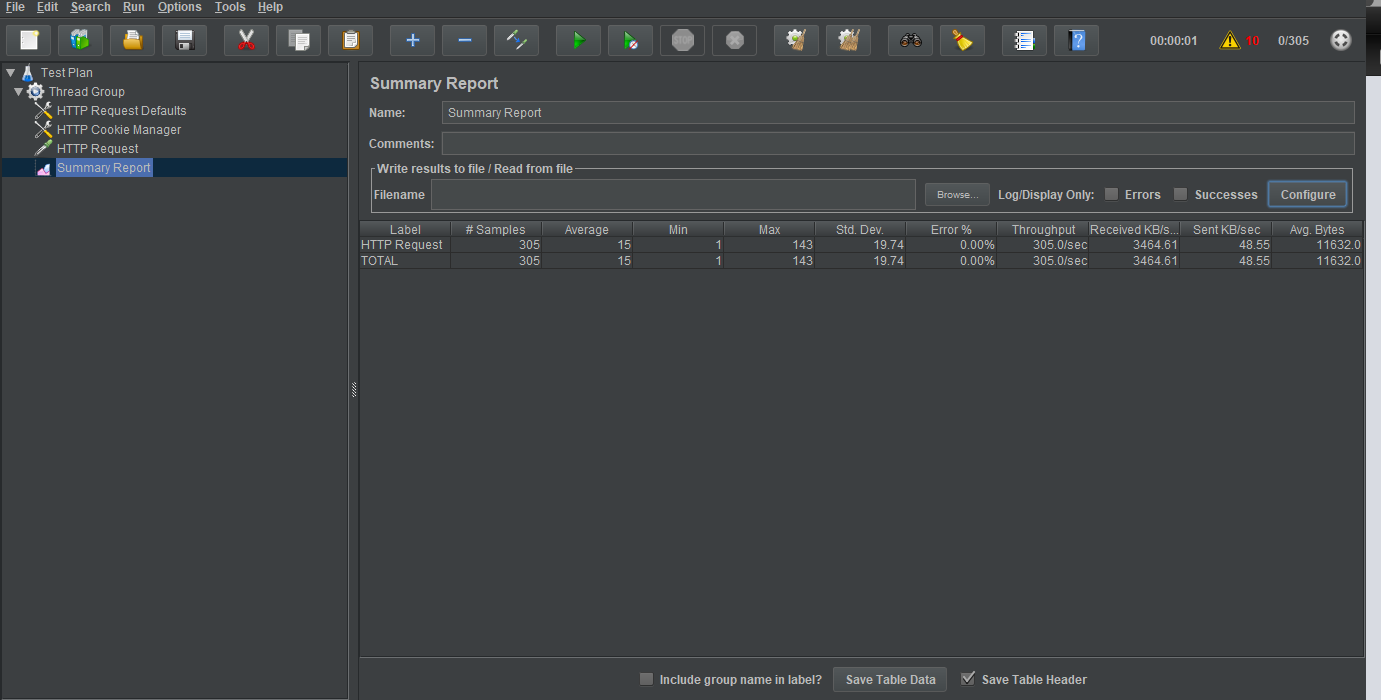 File Edit Search Run Options Tools Help
STOP 00:00:01 10 0/305
Test Plan
Thread Group
HTTP Request Defaults
HTTP Cookie Manager
HTTP Request
Summary Report
Summary Report
Name: Summary Report
Comments:
Write results to file / Read from file
Filename Browse... Log/Display Only: Errors Successes Configure
Label # Samples Average Min Max Std. Dev. Error % Throughput Received KB/s... Sent KB/sec Avg. Bytes
HTTP Request 305 15 1 143 19.74 0.00% 305.0/sec 3464.61 48.55 11632.0
TOTAL 305 15 1 143 19.74 0.00% 305.0/sec 3464.61 48.55 11632.0
Include group name in label? Save Table Data Save Table Header